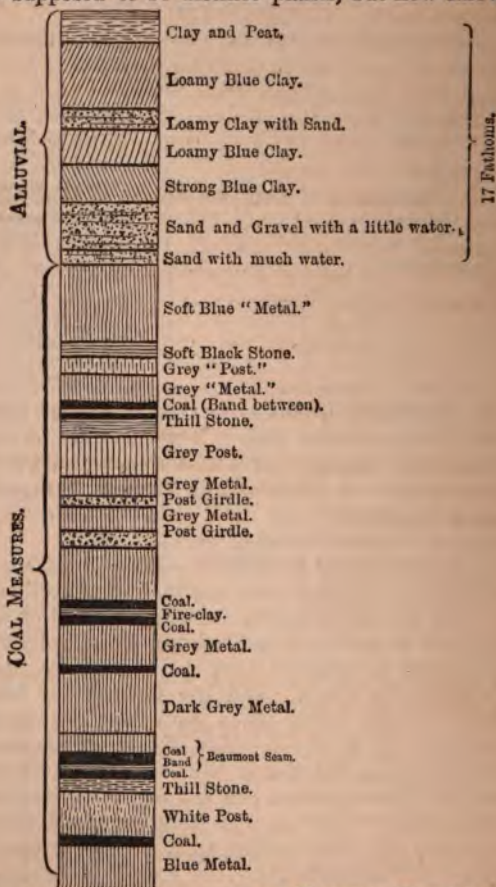 ALLUVIAL.
Clay and Peat.
Loamy Blue Clay.
Loamy Clay with Sand.
Loamy Blue Clay.
Strong Blue Clay.
Sand and Gravel with a little water.
Sand with much water.
17 Fathoms.
COAL MEASURES.
Soft Blue "Metal."
Soft Black Stone.
Grey "Post."
Grey "Metal."
Coal (Band between).
Thill Stone.
Grey Post.
Grey Metal.
Post Girdle.
Grey Metal.
Post Girdle.
Coal.
Fire-clay.
Coal.
Grey Metal.
Coal.
Dark Grey Metal.
Coal
Band } Beaumont Seam.
Coal.
Thill Stone.
White Post.
Coal.
Blue Metal.